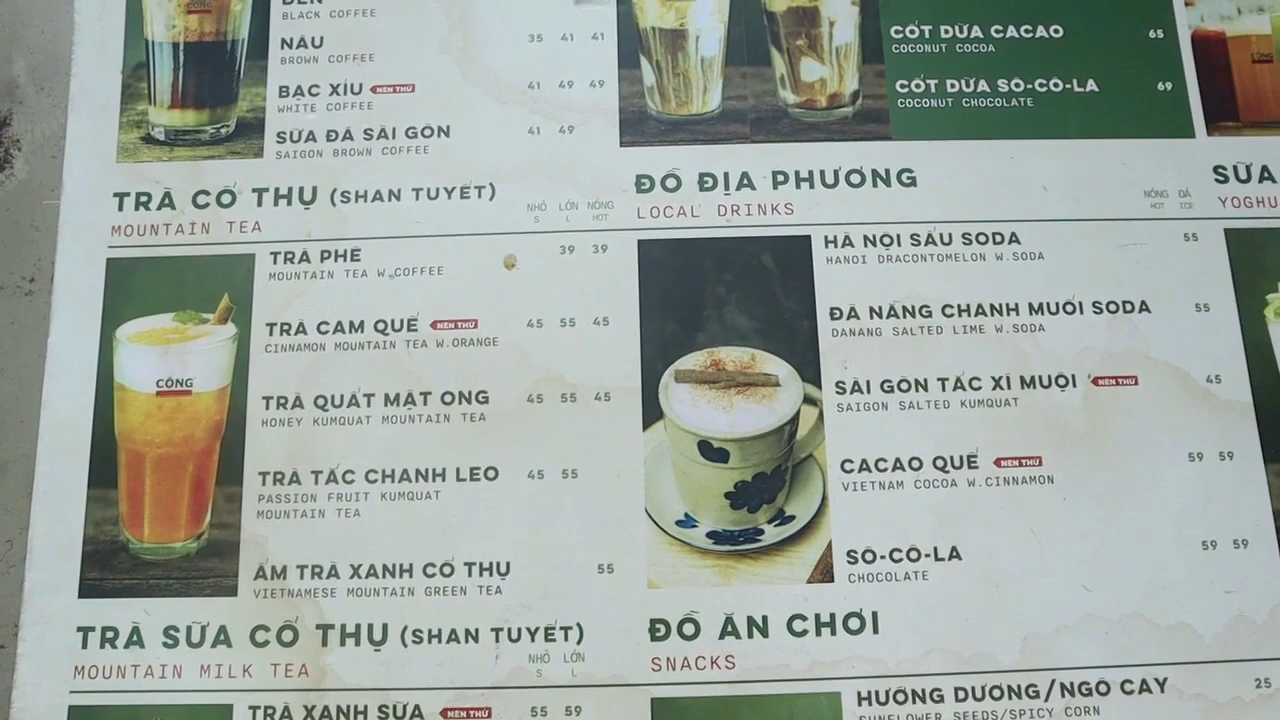 ĐEN
BLACK COFFEE
NÂU
BROWN COFFEE
35 41 41
BẠC XỈU NÊN THỬ
WHITE COFFEE
41 49 49
SỮA ĐÁ SÀI GÒN
SAIGON BROWN COFFEE
41 49
CỐT DỪA CACAO 65
COCONUT COCOA
CỐT DỪA SÔ-CÔ-LA 69
COCONUT CHOCOLATE
TRÀ CỔ THỤ (SHAN TUYẾT)
MOUNTAIN TEA
NHỎ LỚN NÓNG
S L HOT
TRÀ PHÊ 39 39
MOUNTAIN TEA W.COFFEE
TRÀ CAM QUẾ NÊN THỬ 45 55 45
CINNAMON MOUNTAIN TEA W.ORANGE
TRÀ QUẤT MẬT ONG 45 55 45
HONEY KUMQUAT MOUNTAIN TEA
TRÀ TẮC CHANH LEO 45 55
PASSION FRUIT KUMQUAT
MOUNTAIN TEA
ẤM TRÀ XANH CỔ THỤ 55
VIETNAMESE MOUNTAIN GREEN TEA
CỘNG
TRÀ SỮA CỔ THỤ (SHAN TUYẾT)
MOUNTAIN MILK TEA
NHỎ LỚN
S L
TRÀ XANH SỮA NÊN THỬ 55 59
ĐỒ ĐỊA PHƯƠNG
LOCAL DRINKS
NÓNG ĐÁ
HOT ICE
HÀ NỘI SẤU SODA 55
HANOI DRACONTOMELON W.SODA
ĐÀ NẴNG CHANH MUỐI SODA 55
DANANG SALTED LIME W.SODA
SÀI GÒN TẮC XÍ MUỘI NÊN THỬ 45
SAIGON SALTED KUMQUAT
CACAO QUẾ NÊN THỬ 59 59
VIETNAM COCOA W.CINNAMON
SÔ-CÔ-LA 59 59
CHOCOLATE
ĐỒ ĂN CHƠI
SNACKS
HƯỚNG DƯƠNG/NGÔ CAY 25
SUNFLOWER SEEDS/SPICY CORN
SỮA
YOGHU